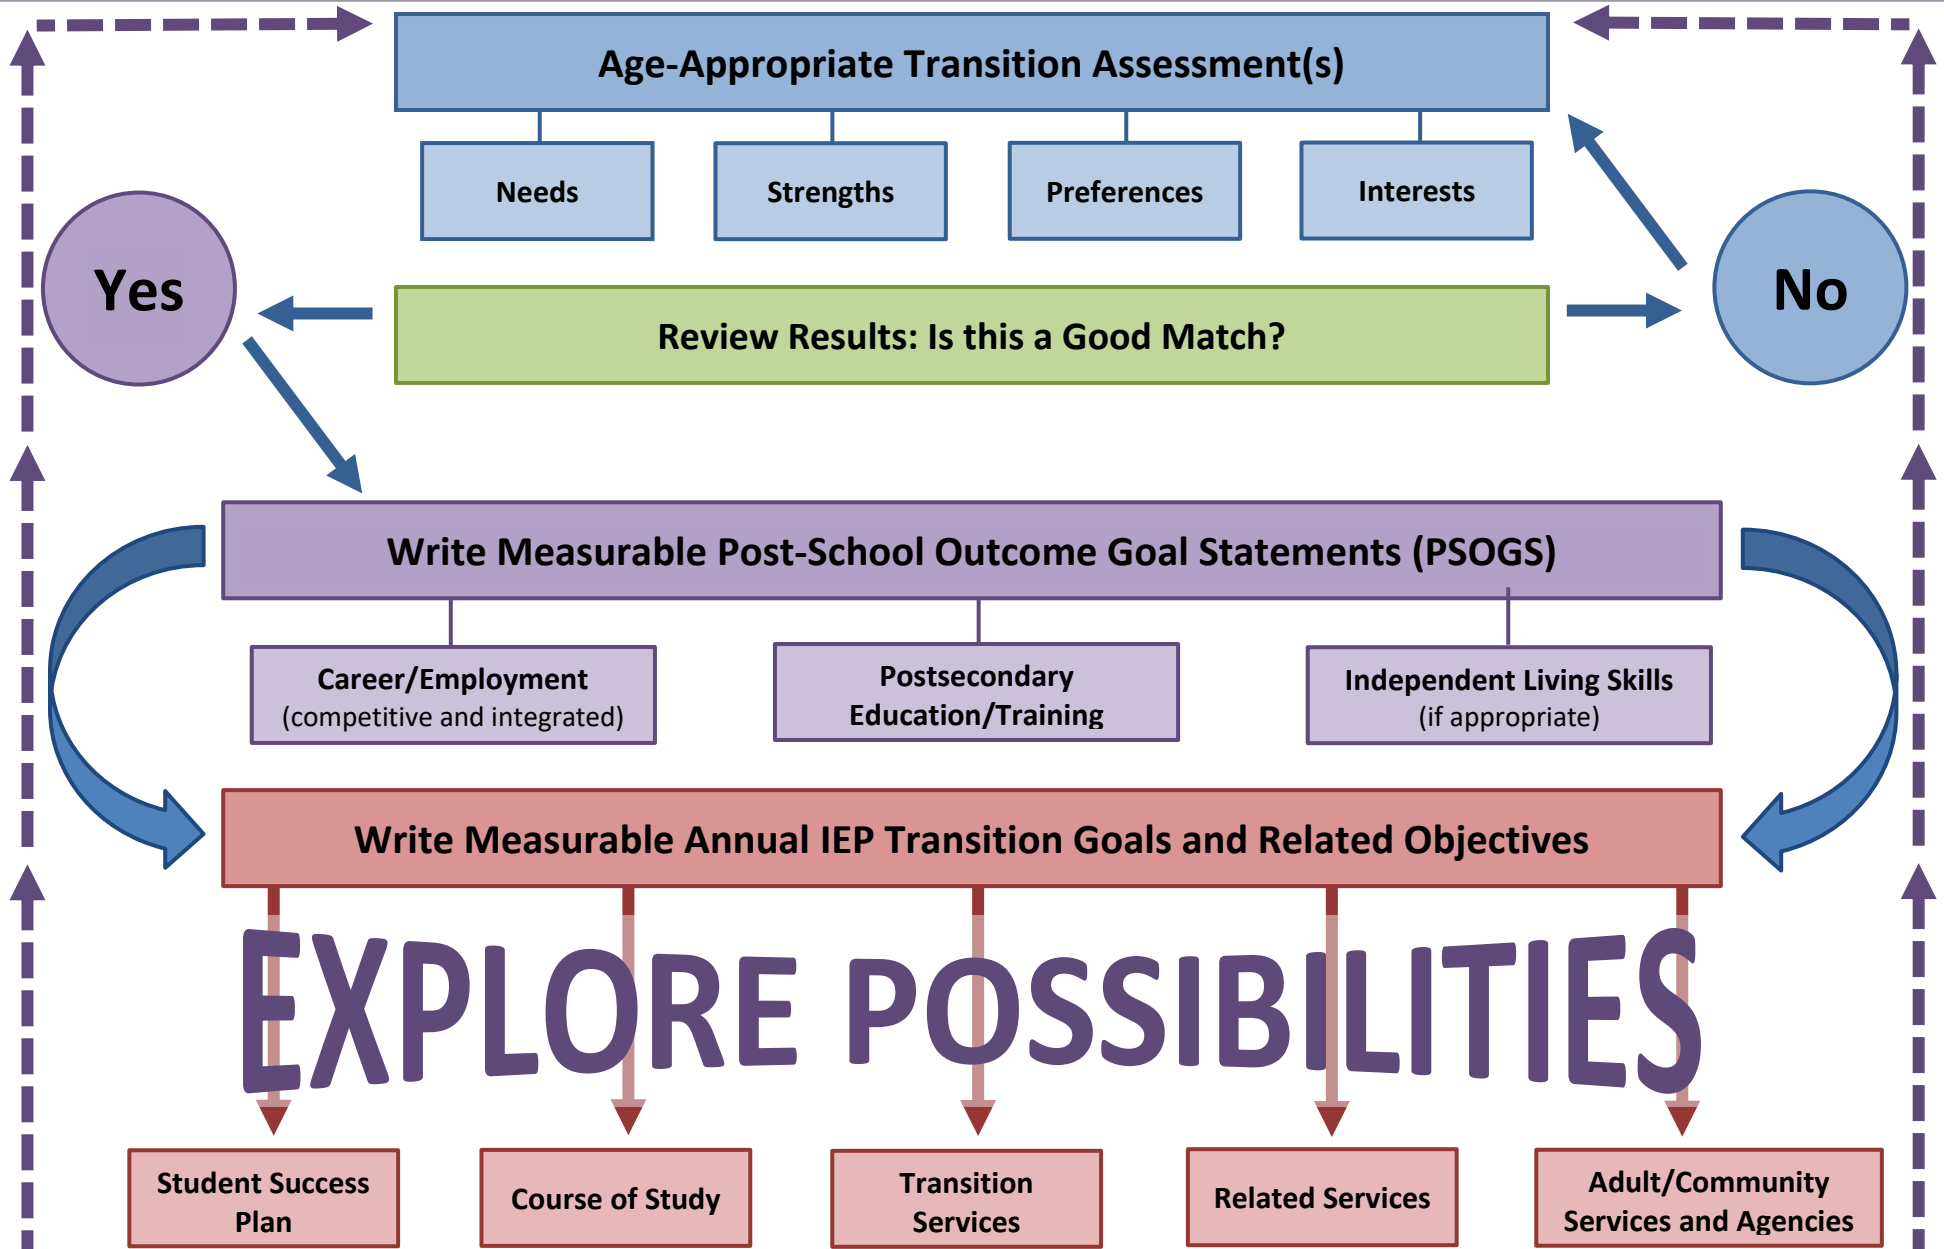 Age-Appropriate Transition Assessment(s)
Needs
Strengths
Preferences
Interests
Yes
No
Review Results: Is this a Good Match?
Write Measurable Post-School Outcome Goal Statements (PSOGS)
Career/Employment
(competitive and integrated)
Postsecondary
Education/Training
Independent Living Skills
(if appropriate)
Write Measurable Annual IEP Transition Goals and Related Objectives
EXPLORE POSSIBILITIES
Student Success
Plan
Course of Study
Transition
Services
Related Services
Adult/Community
Services and Agencies